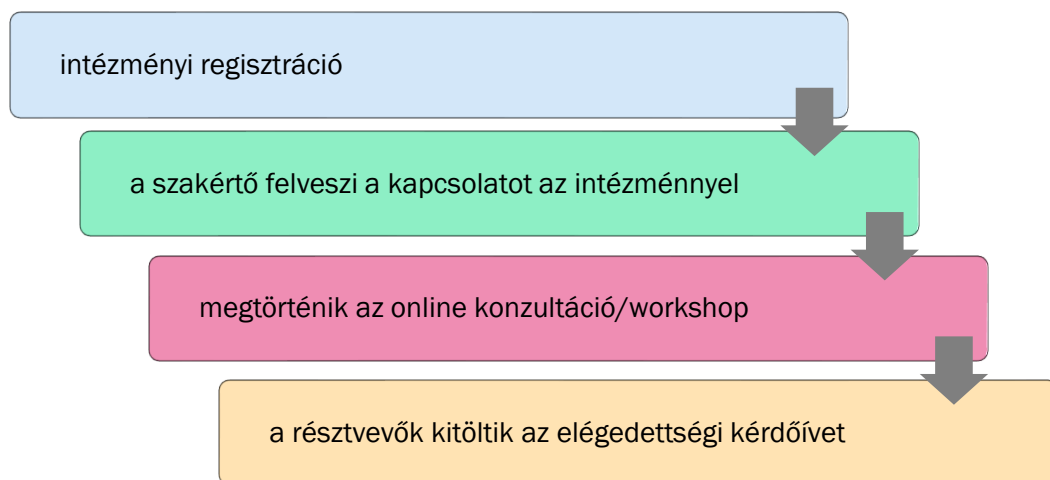 intézményi regisztráció
a szakértő felveszi a kapcsolatot az intézménnyel
megtörténik az online konzultáció/workshop
a résztvevők kitöltik az elégedettségi kérdőívet